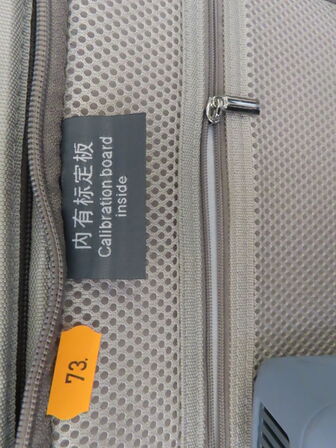 内有标定板
Calibration board
inside
73.